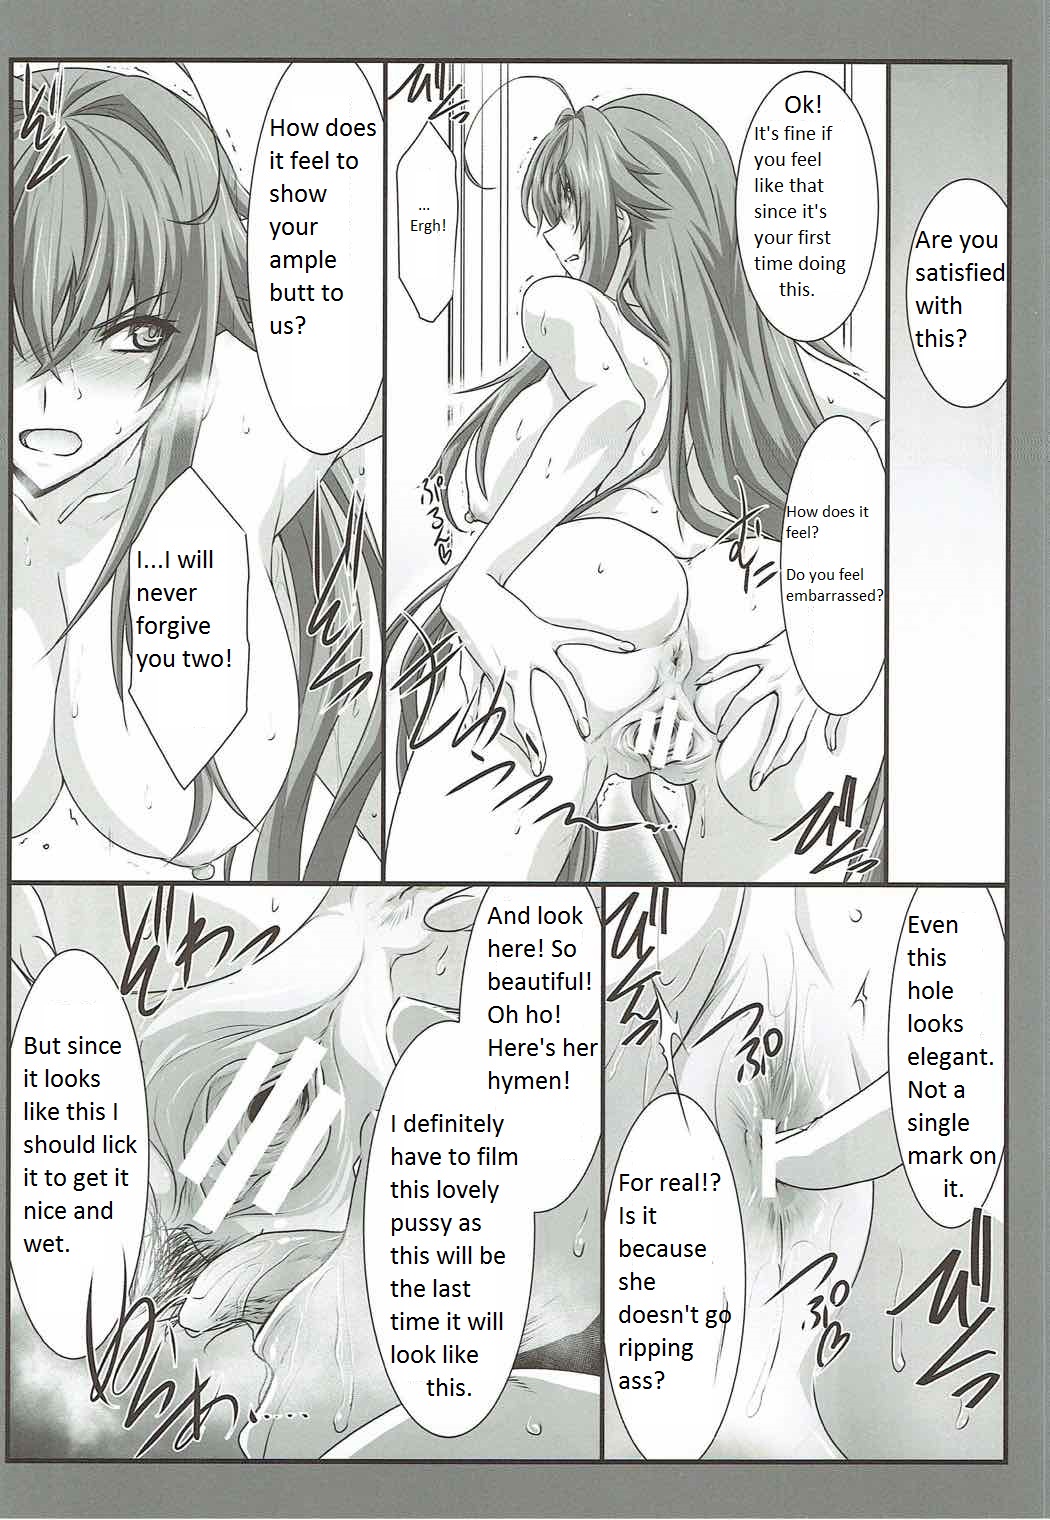 Are you
satisfied
with
this?
Ok!
It's fine if
you feel
like that
since it's
your first
time doing
this.
How does it
feel?
Do you feel
embarrassed?
...
Ergh!
How does
it feel to
show
your
ample
butt to
us?
I...I will
never
forgive
you two!
Even
this
hole
looks
elegant.
Not a
single
mark on
it.
For real!?
Is it
because
she
doesn't go
ripping
ass?
And look
here! So
beautiful!
Oh ho!
Here's her
hymen!
I definitely
have to film
this lovely
pussy as
this will be
the last
time it will
look like
this.
But since
it looks
like this I
should lick
it to get it
nice and
wet.